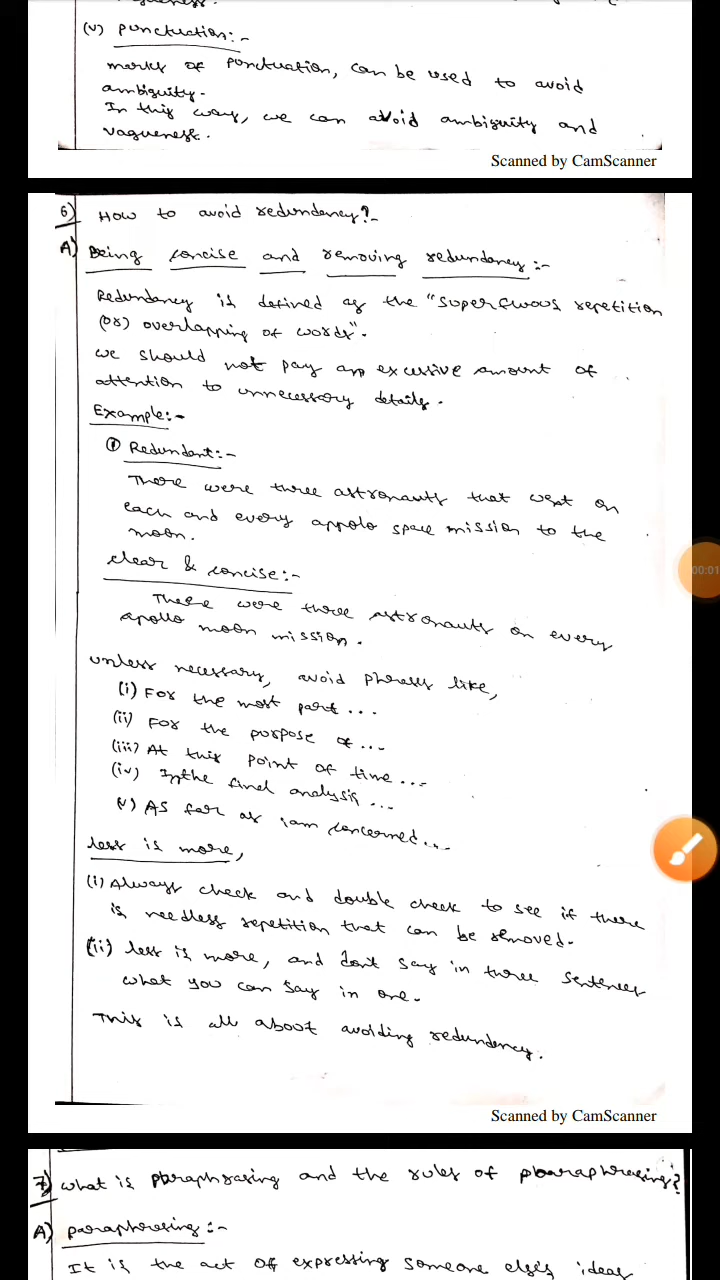 (v) Punctuation:-
marks of Punctuation, can be used to avoid
ambiguity.
In this way, we can avoid ambiguity and
vagueness.
Scanned by CamScanner
6) How to avoid redundancy?
A) Being concise and removing redundancy:-
Redundancy is defined as the "Superfluous repetition
(or) overlapping of words".
we should not pay an excessive amount of
attention to unnecessary details.
Example:-
① Redundant:-
There were three astronauts that went on
each and every appolo space mission to the
moon.
clear & concise:-
There were three astronauts on every
apollo moon mission.
unless necessary, avoid phrases like,
(i) For the most part ...
(ii) For the purpose of ...
(iii) At this point of time ...
(iv) In the final analysis ...
(v) As far as iam concerned ...
less is more,
(i) Always check and double check to see if there
is needless repetition that can be removed.
(ii) less is more, and don't say in three sentences
what you can say in one.
This is all about avoiding redundancy.
Scanned by CamScanner
7) what is paraphrasing and the rules of paraphrasing?
A) paraphrasing:-
It is the act of expressing someone elses ideas
00:01